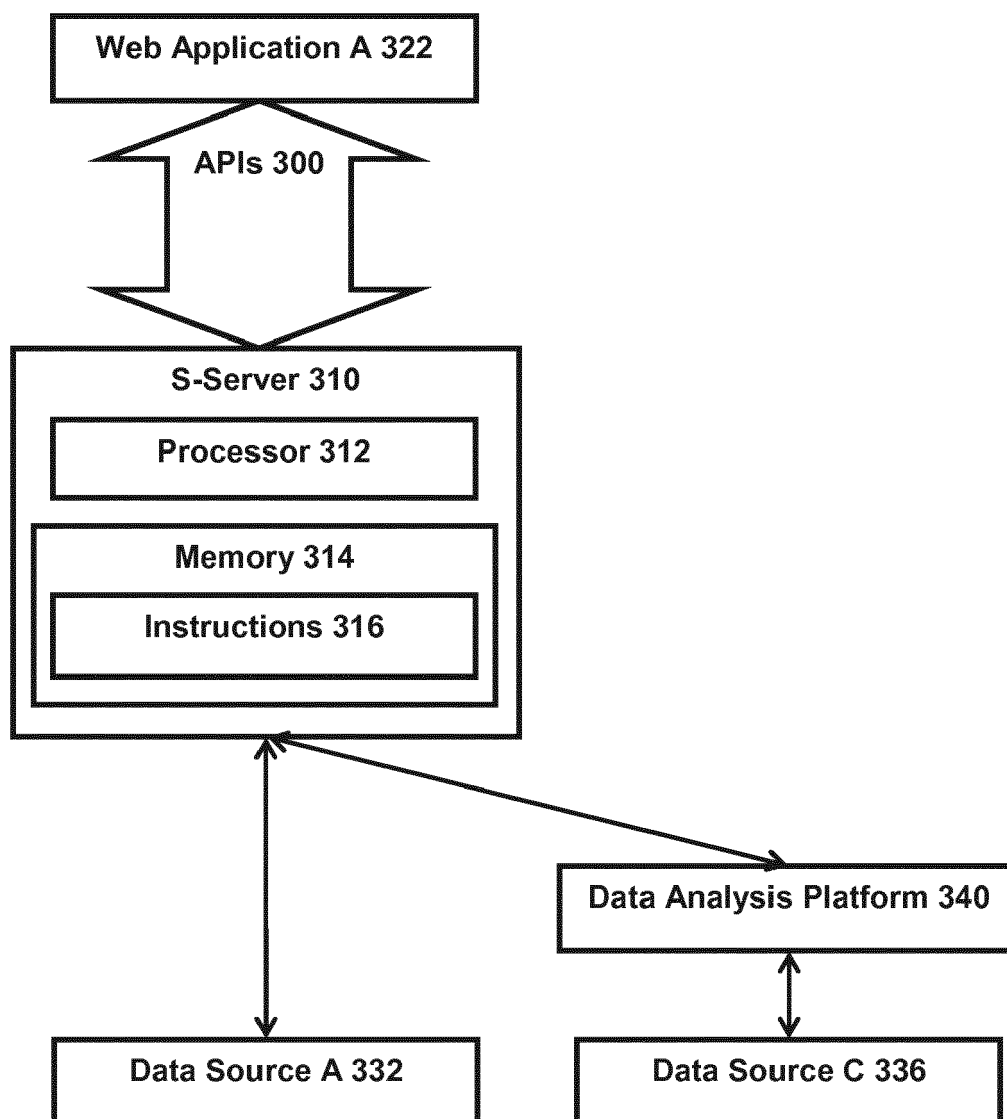 Web Application A 322
APIs 300
S-Server 310
Processor 312
Memory 314
Instructions 316
Data Analysis Platform 340
Data Source A 332
Data Source C 336